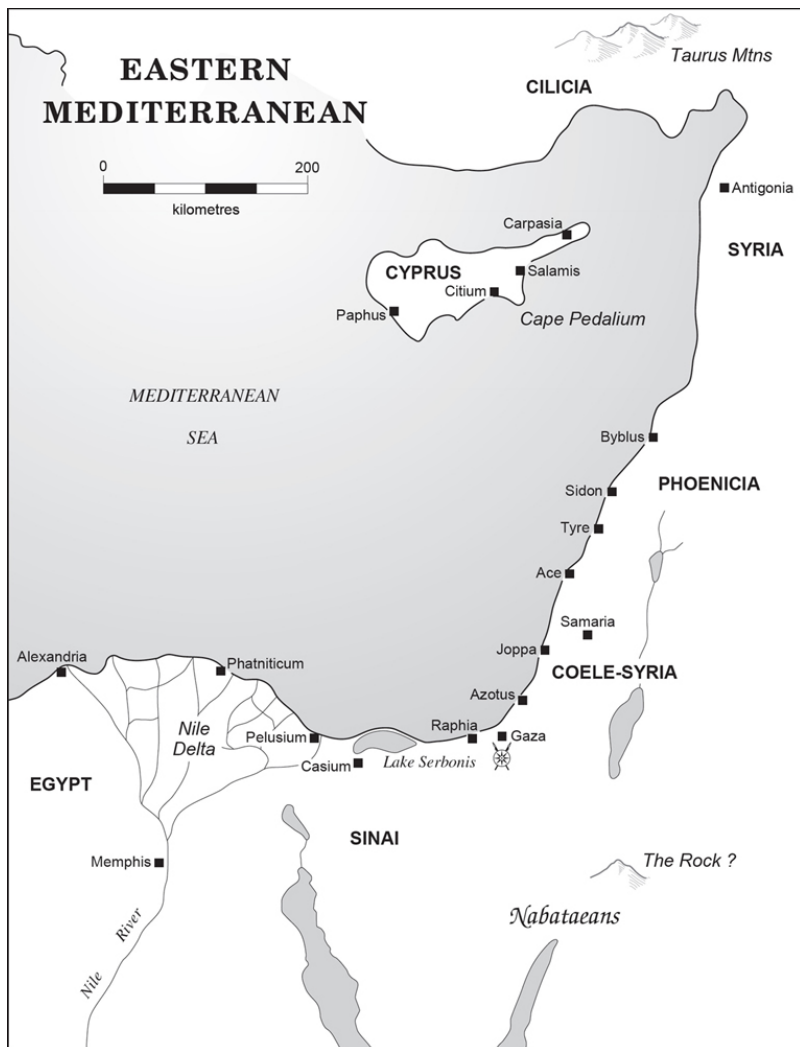 Taurus Mtns
EASTERN
MEDITERRANEAN
CILICIA
0 200
kilometres
Antigonia
Carpasia
SYRIA
CYPRUS
Salamis
Citium
Paphus
Cape Pedalium
MEDITERRANEAN
SEA
Byblus
PHOENICIA
Sidon
Tyre
Ace
Samaria
Joppa
Alexandria
Phatniticum
COELE-SYRIA
Azotus
Nile
Delta
Raphia
Pelusium
Gaza
Casium
Lake Serbonis
EGYPT
SINAI
Memphis
The Rock ?
Nabataeans
River
Nile